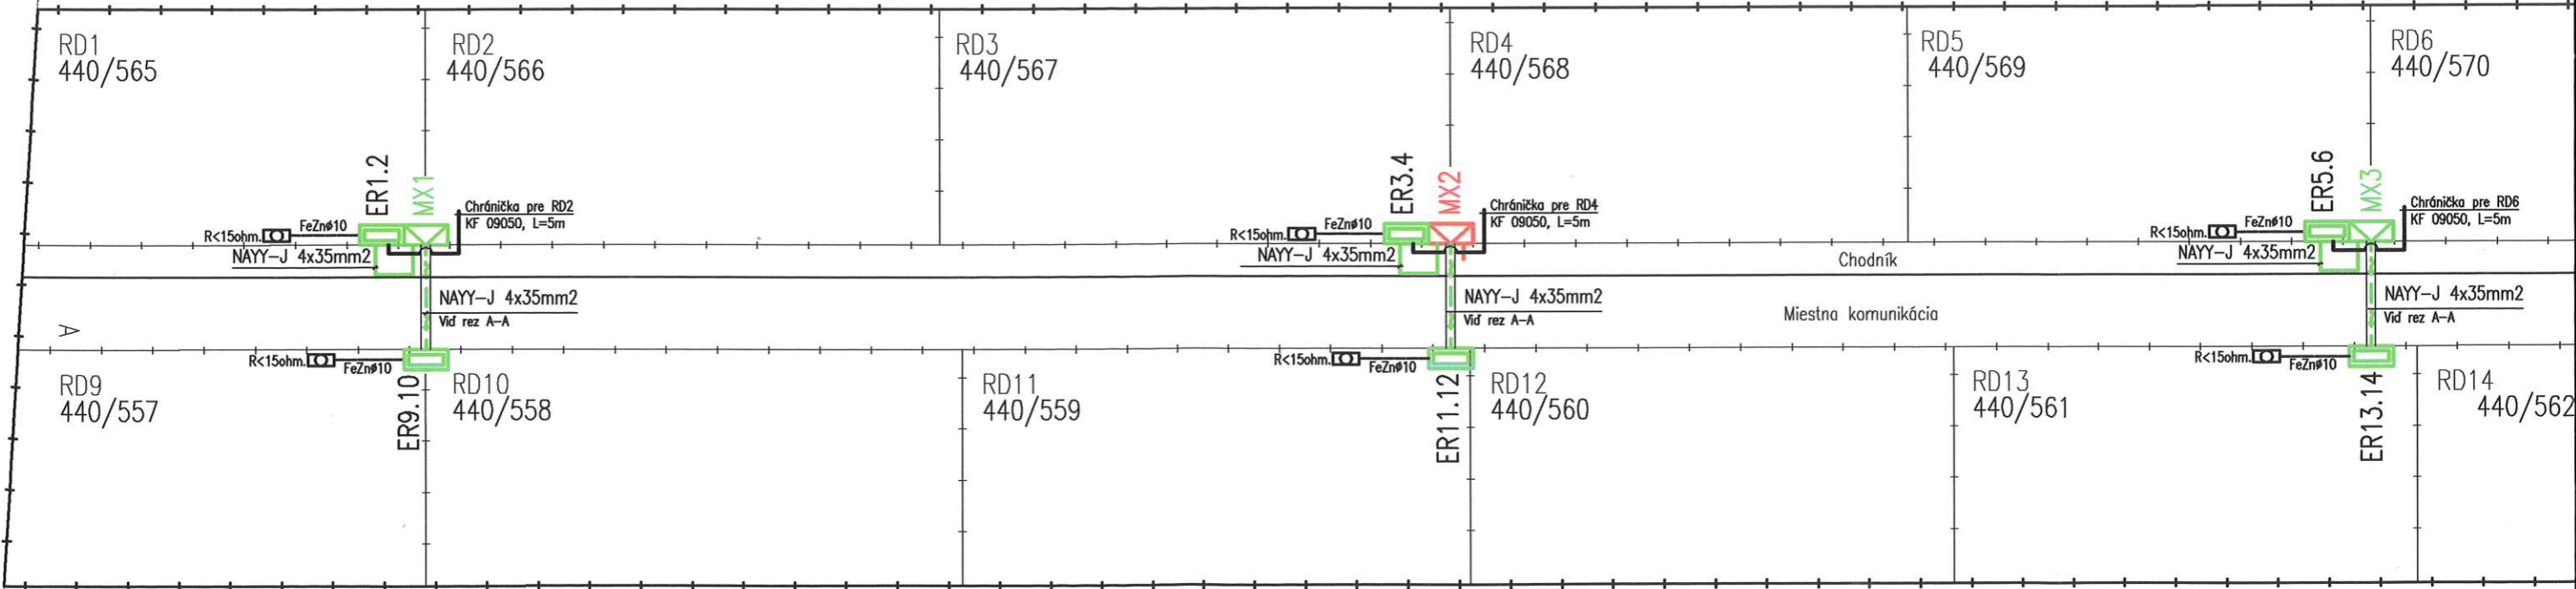 RD1
440/565
RD2
440/566
RD3
440/567
RD4
440/568
RD5
440/569
RD6
440/570
ER1.2
MX1
Chránička pre RD2
KF 09050, L=5m
R<15ohm.
FeZnø10
NAYY-J 4x35mm2
ER3.4
MX2
Chránička pre RD4
KF 09050, L=5m
R<15ohm.
FeZnø10
NAYY-J 4x35mm2
ER5.6
MX3
Chránička pre RD6
KF 09050, L=5m
R<15ohm.
FeZnø10
NAYY-J 4x35mm2
Chodník
NAYY-J 4x35mm2
Viď rez A-A
NAYY-J 4x35mm2
Viď rez A-A
Miestna komunikácia
NAYY-J 4x35mm2
Viď rez A-A
A
R<15ohm.
FeZnø10
R<15ohm.
FeZnø10
R<15ohm.
FeZnø10
RD9
440/557
ER9.10
RD10
440/558
RD11
440/559
ER11.12
RD12
440/560
RD13
440/561
ER13.14
RD14
440/562